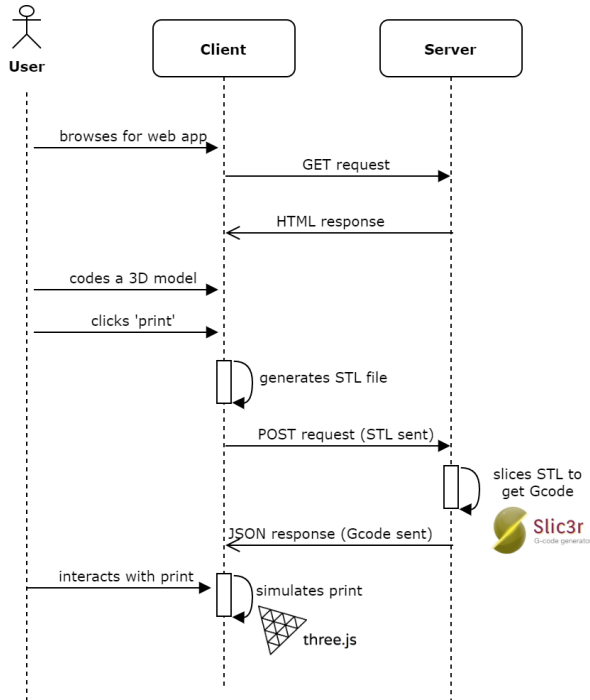 User
Client
Server
browses for web app
GET request
HTML response
codes a 3D model
clicks 'print'
generates STL file
POST request (STL sent)
slices STL to
get Gcode
Slic3r
G-code generator
JSON response (Gcode sent)
interacts with print
simulates print
three.js